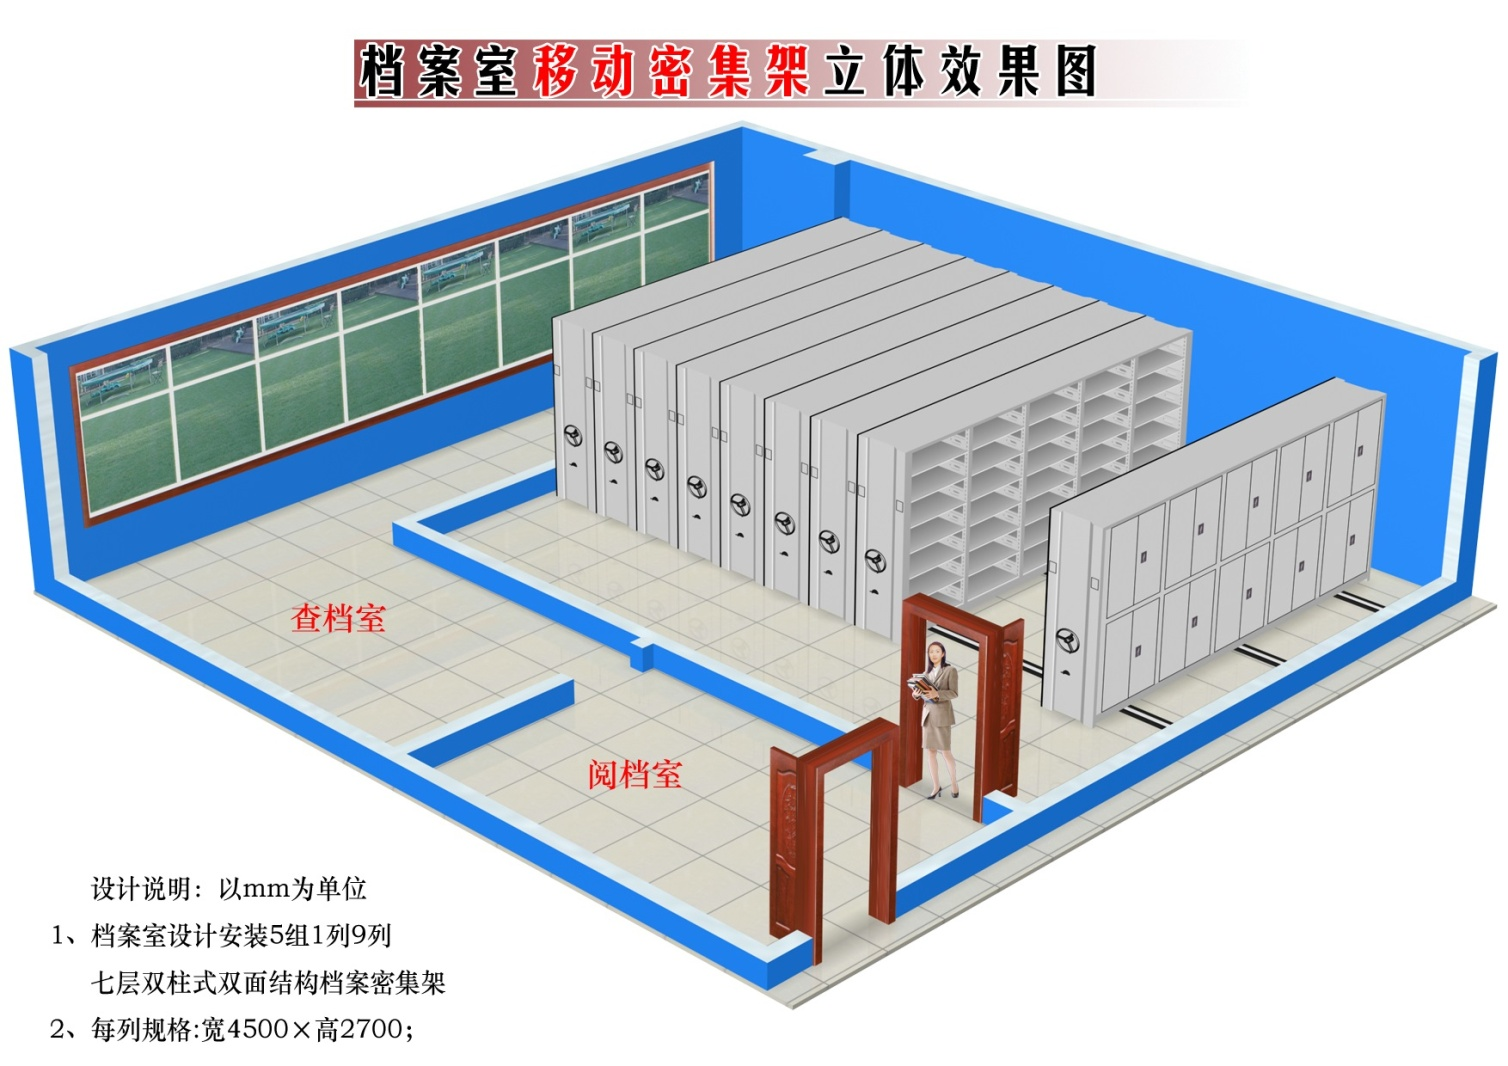 档案室移动密集架立体效果图
查档室
阅档室
设计说明：以mm为单位
1、档案室设计安装5组1列9列
七层双柱式双面结构档案密集架
2、每列规格:宽4500×高2700；